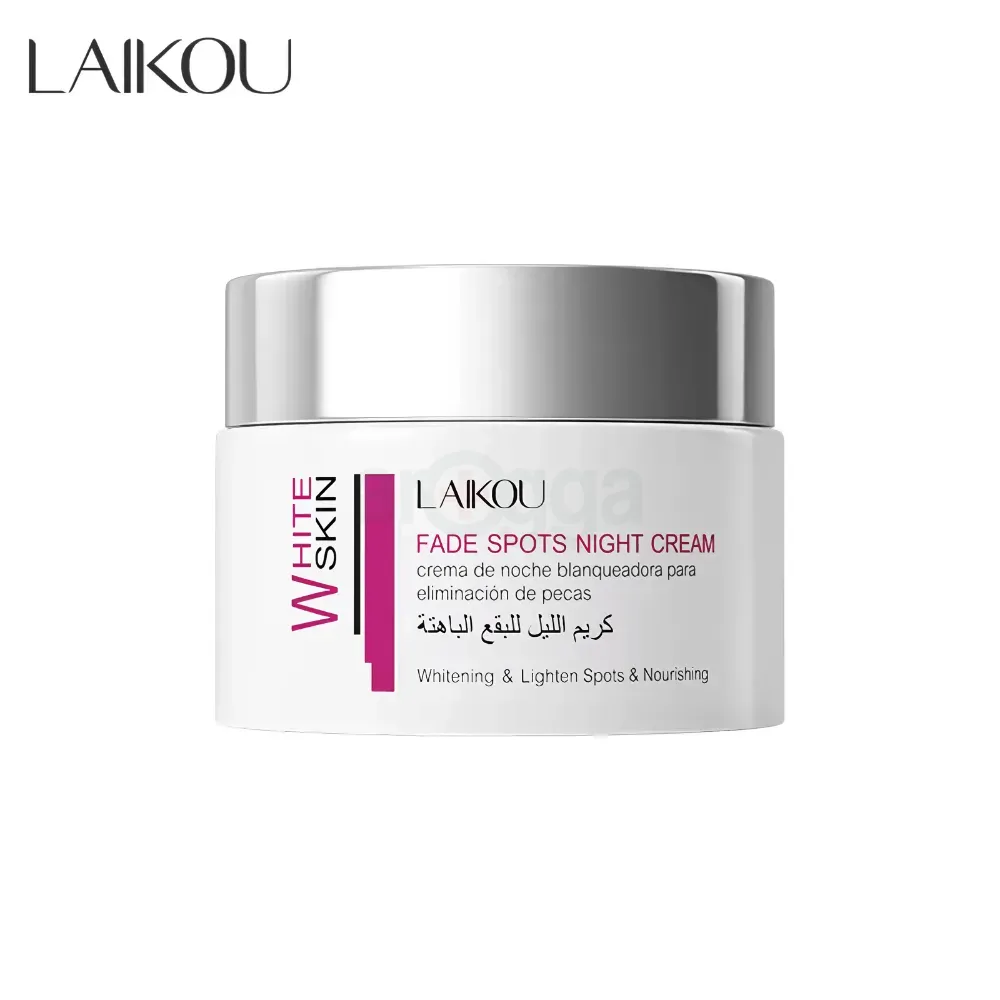 LAIKOU
WHITE
SKIN
LAIKOU
FADE SPOTS NIGHT CREAM
crema de noche blanqueadora para
eliminación de pecas
كريم الليل للبقع الباهتة
Whitening & Lighten Spots & Nourishing